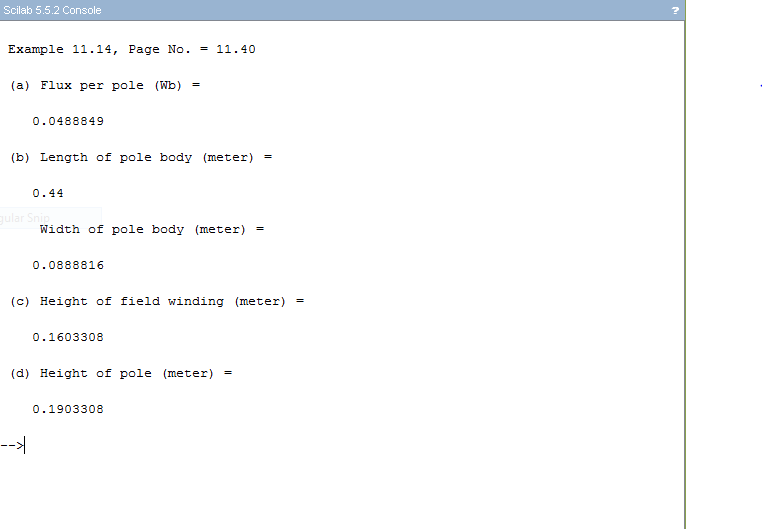 Scilab 5.5.2 Console
?
Example 11.14, Page No. = 11.40
(a) Flux per pole (Wb) =
0.0488849
(b) Length of pole body (meter) =
0.44
gular Snip
Width of pole body (meter) =
0.0888816
(c) Height of field winding (meter) =
0.1603308
(d) Height of pole (meter) =
0.1903308
-->